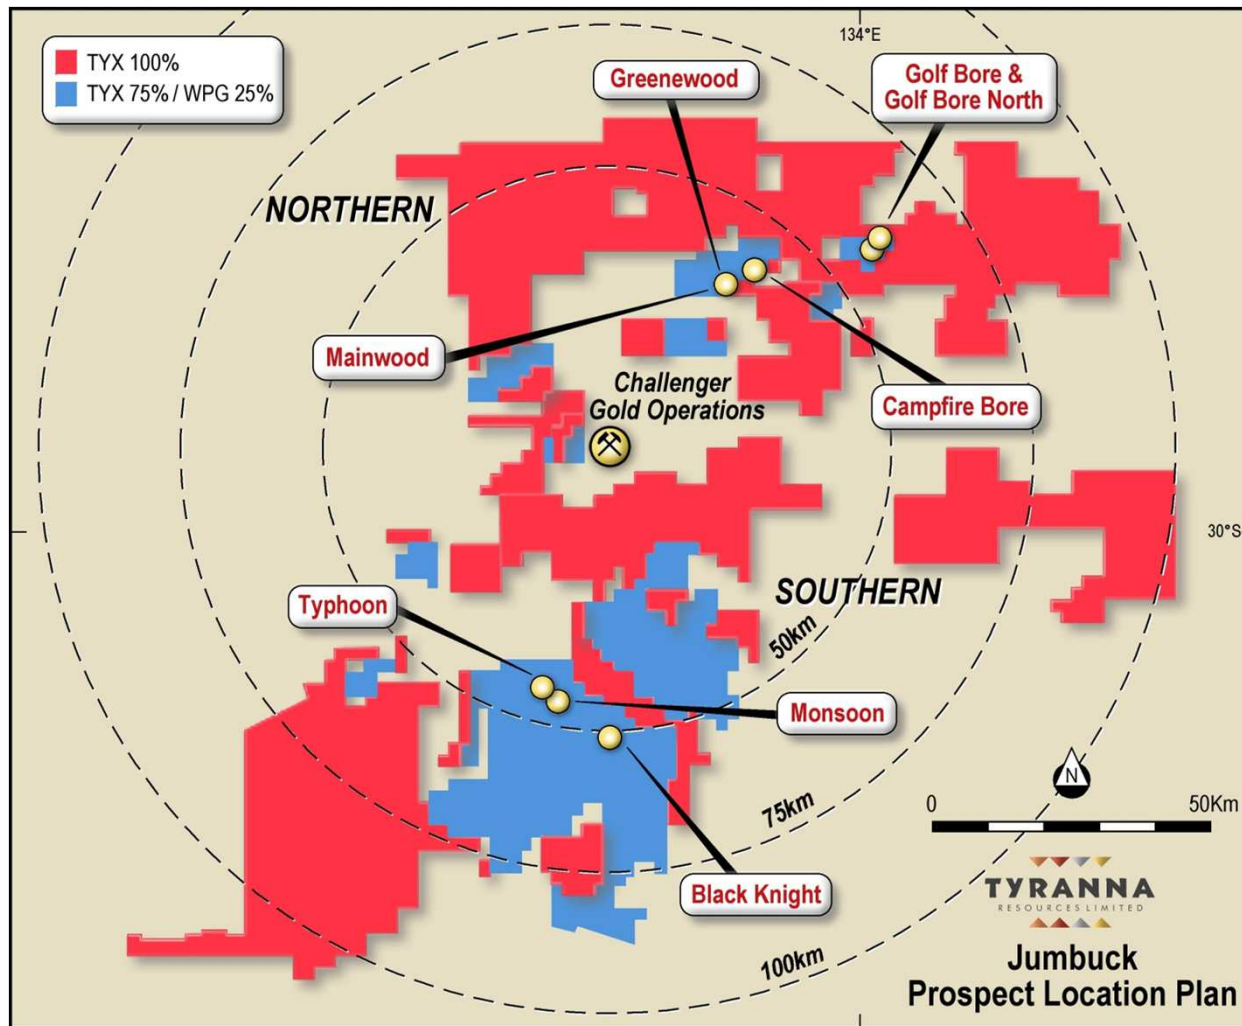 TYX 100%
TYX 75% / WPG 25%
134°E
Greenewood
Golf Bore &
Golf Bore North
NORTHERN
Mainwood
Challenger
Gold Operations
Campfire Bore
30°S
Typhoon
SOUTHERN
50km
Monsoon
N
75km
0
50Km
Black Knight
TYRANNA
RESOURCES LIMITED
100km
Jumbuck
Prospect Location Plan